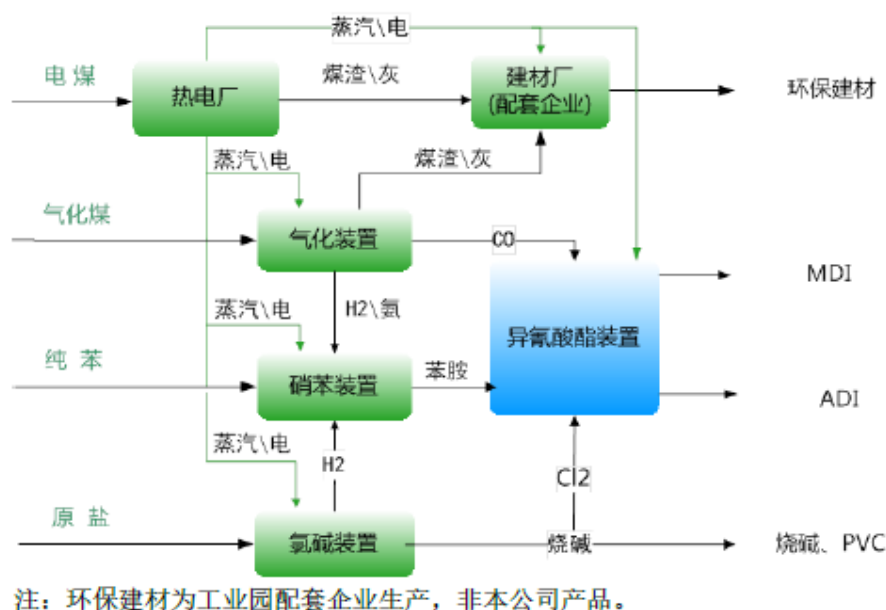 蒸汽\电
电 煤
热电厂
煤渣\灰
建材厂
(配套企业)
环保建材
蒸汽\电
煤渣\灰
气化煤
气化装置
CO
MDI
蒸汽\电
H2\氨
异氰酸酯装置
纯 苯
硝苯装置
苯胺
ADI
蒸汽\电
H2
Cl2
原 盐
氯碱装置
烧碱
烧碱、PVC
注：环保建材为工业园配套企业生产，非本公司产品。